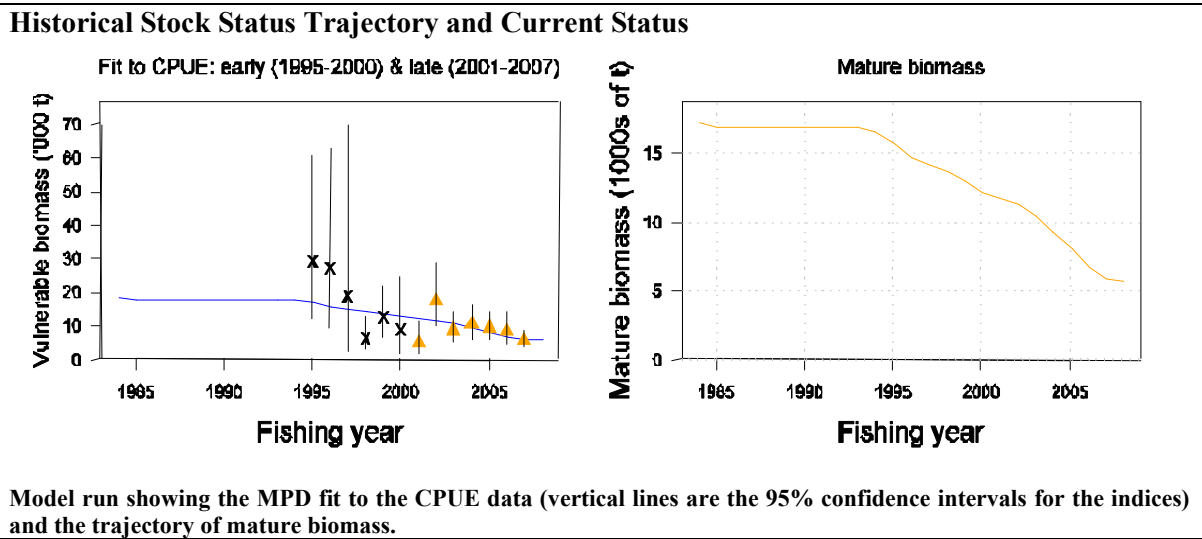 Historical Stock Status Trajectory and Current Status
Fit to CPUE: early (1995-2000) & late (2001-2007)
Vulnerable biomass ('000 t)
70
60
50
40
30
20
10
0
1985 1990 1995 2000 2005
Fishing year
Mature biomass
Mature biomass (1000s of t)
15
10
5
0
1985 1990 1995 2000 2005
Fishing year
Model run showing the MPD fit to the CPUE data (vertical lines are the 95% confidence intervals for the indices)
and the trajectory of mature biomass.